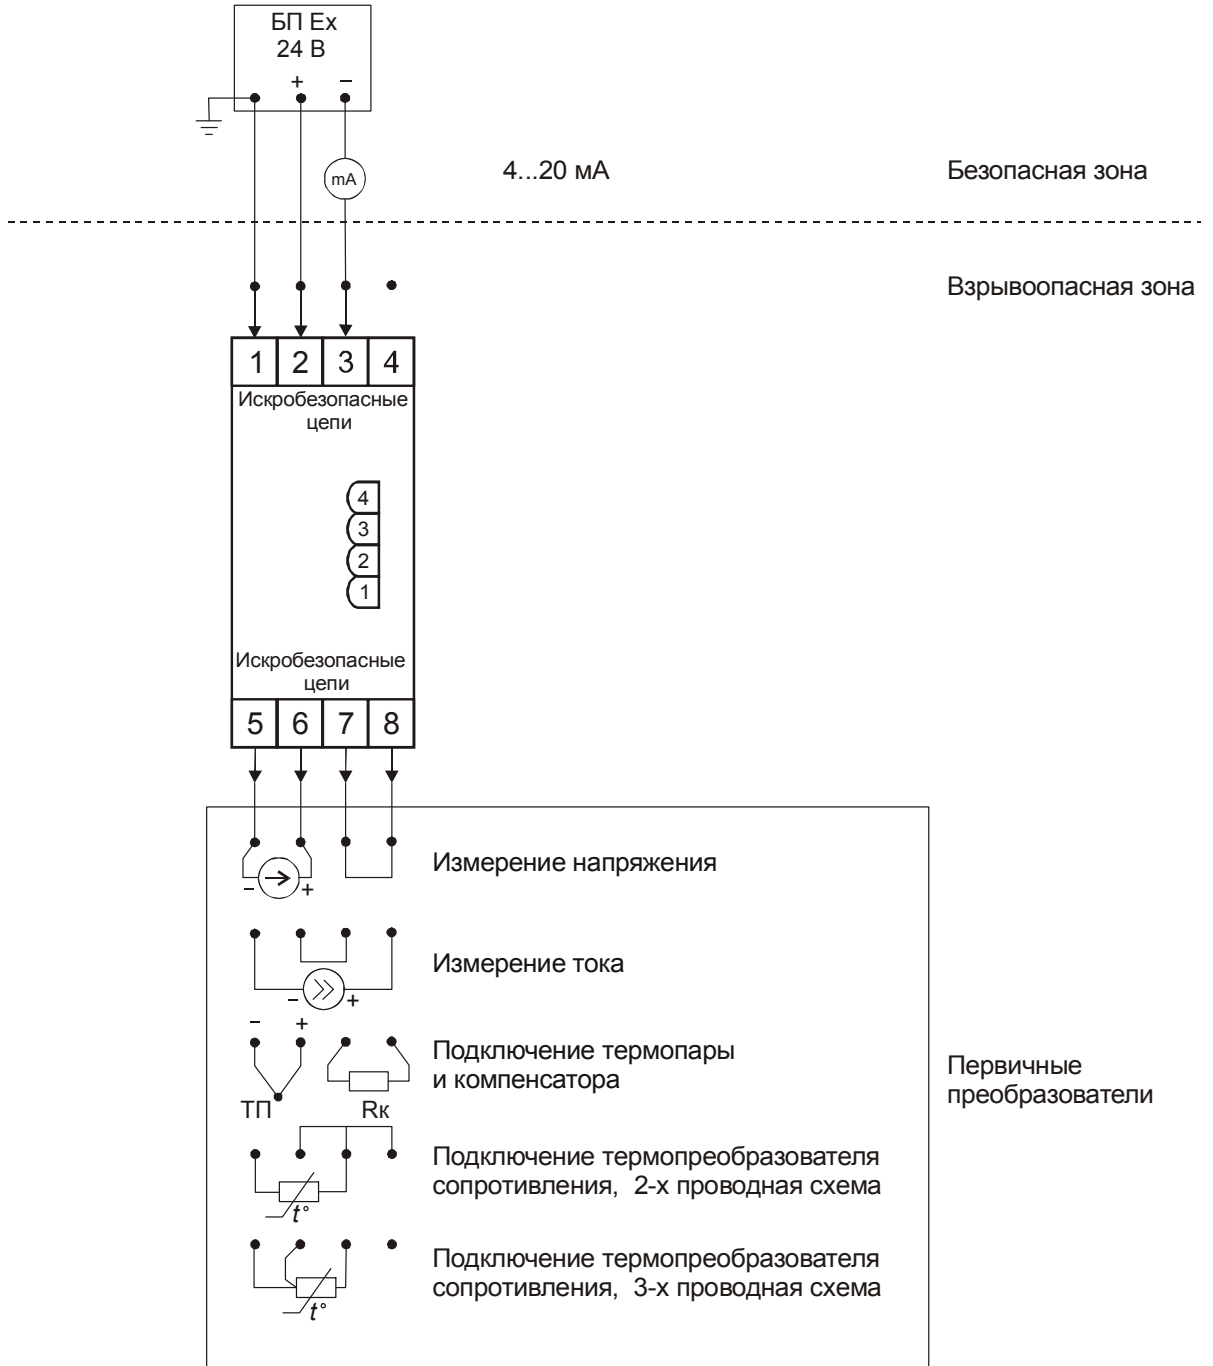 БП Ex
24 В
+ −
mA
4...20 мА
Безопасная зона
Взрывоопасная зона
1 2 3 4
Искробезопасные
цепи
4
3
2
1
Искробезопасные
цепи
5 6 7 8
Измерение напряжения
− +
Измерение тока
− +
− +
Подключение термопары
и компенсатора
ТП Rк
Первичные
преобразователи
Подключение термопреобразователя
сопротивления, 2-х проводная схема
t°
Подключение термопреобразователя
сопротивления, 3-х проводная схема
t°